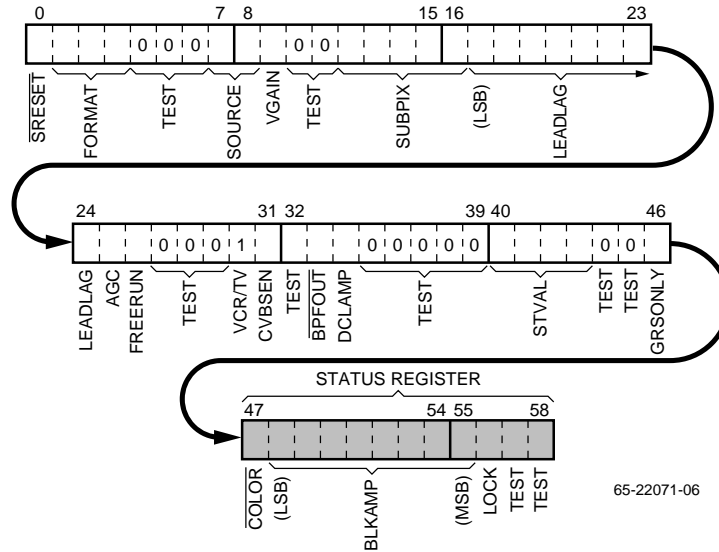 0 7 8 15 16 23
0 0 0 0 0
SRESET FORMAT TEST SOURCE VGAIN TEST SUBPIX (LSB) LEADLAG
24 31 32 39 40 46
0 0 0 1 0 0 0 0 0 0 0
LEADLAG AGC FREERUN TEST VCR/TV CVBSEN TEST BPFOUT DCLAMP TEST STVAL TEST TEST GRSONLY
STATUS REGISTER
47 54 55 58
COLOR (LSB) BLKAMP (MSB) LOCK TEST TEST
65-22071-06